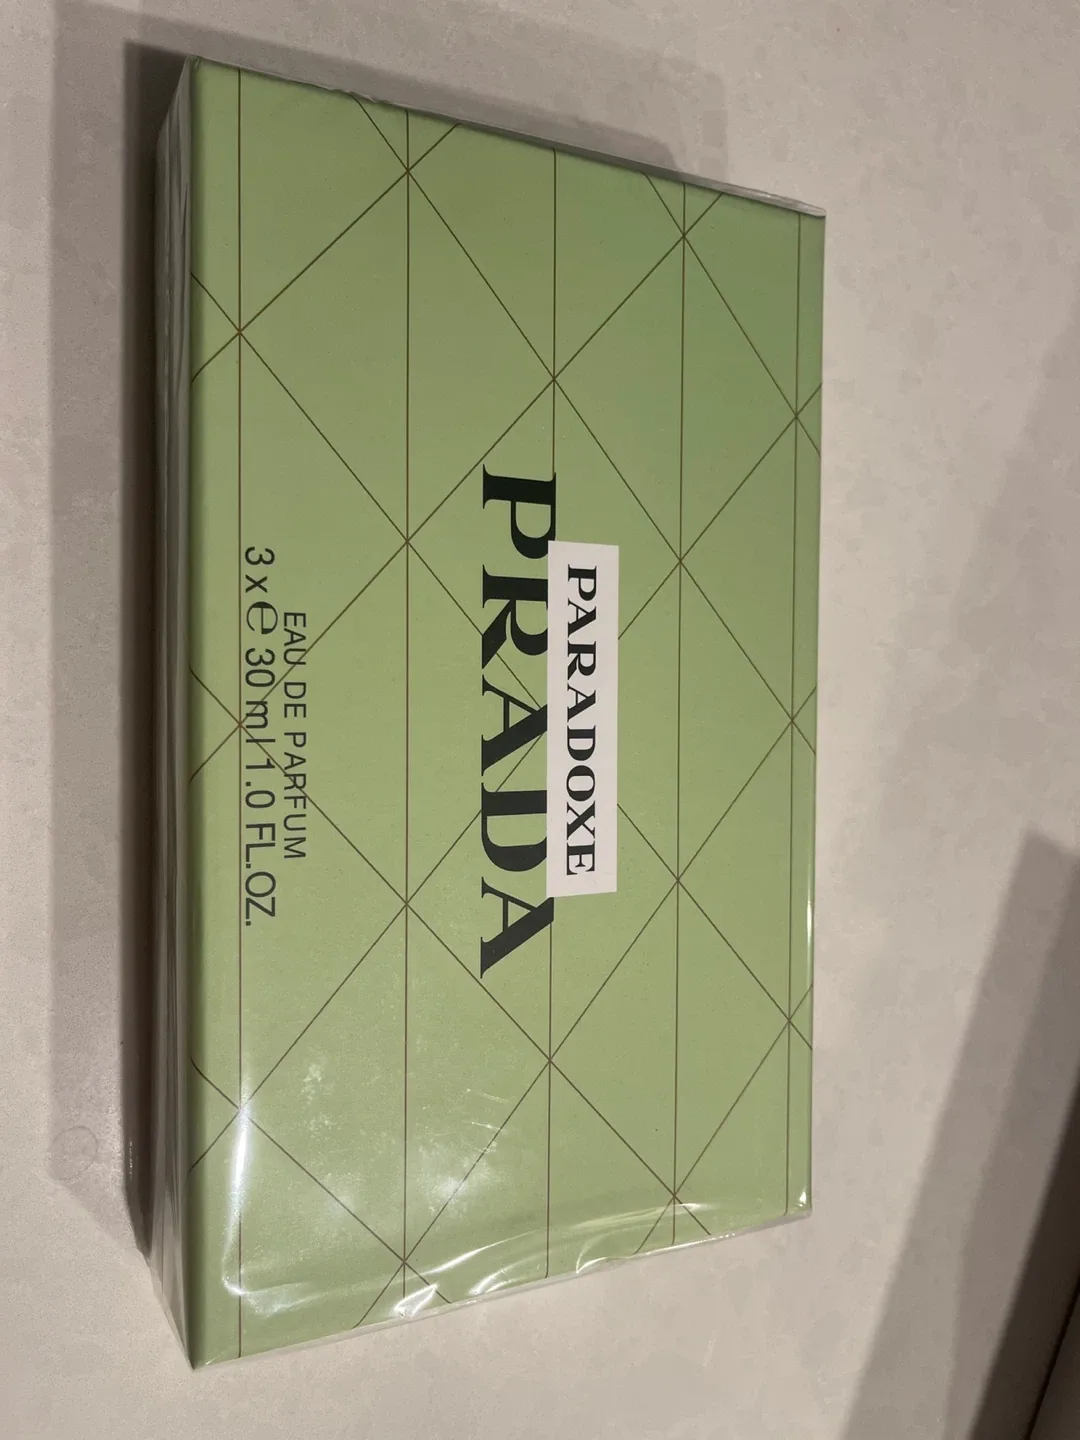 PARADOXE
PRADA
EAU DE PARFUM
3 x ℮ 30 ml 1.0 FL.OZ.